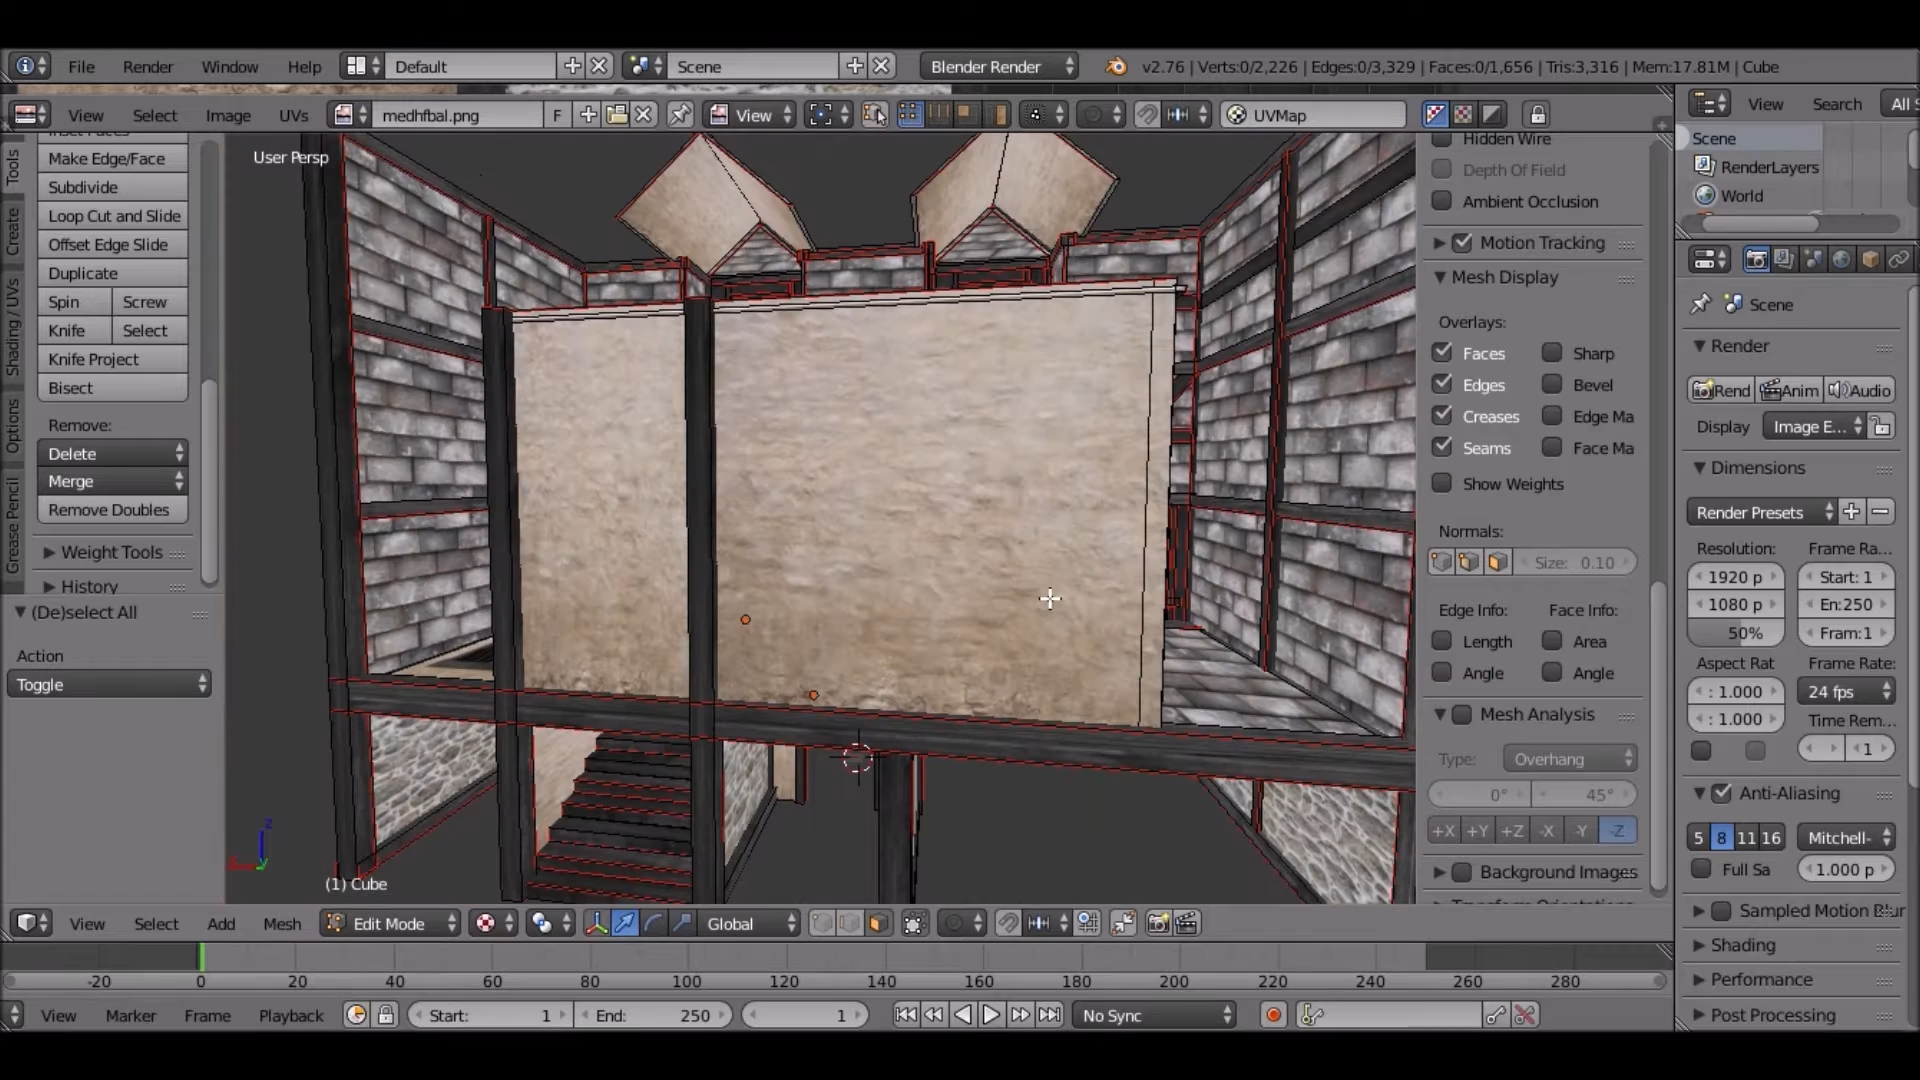 File Render Window Help Default Scene Blender Render v2.76 | Verts:0/2,226 | Edges:0/3,329 | Faces:0/1,656 | Tris:3,316 | Mem:17.81M | Cube
View Select Image UVs medhfbal.png F View UVMap
View Search All S
Tools
Create
Shading / UVs
Options
Grease Pencil
Make Edge/Face
Subdivide
Loop Cut and Slide
Offset Edge Slide
Duplicate
Spin Screw
Knife Select
Knife Project
Bisect
Remove:
Delete
Merge
Remove Doubles
Weight Tools
History
(De)select All
Action
Toggle
User Persp
(1) Cube
Hidden Wire
Depth Of Field
Ambient Occlusion
Motion Tracking
Mesh Display
Overlays:
Faces Sharp
Edges Bevel
Creases Edge Ma
Seams Face Ma
Show Weights
Normals:
Size: 0.10
Edge Info: Face Info:
Length Area
Angle Angle
Mesh Analysis
Type: Overhang
0° 45°
+X +Y +Z -X -Y -Z
Background Images
Scene
RenderLayers
World
Scene
Render
Rend Anim Audio
Display Image E...
Dimensions
Render Presets
Resolution: Frame Ra...
1920 p Start: 1
1080 p En:250
50% Fram:1
Aspect Rat Frame Rate:
: 1.000 24 fps
: 1.000 Time Rem...
1
Anti-Aliasing
5 8 11 16 Mitchell-
Full Sa 1.000 p
Sampled Motion Blur
Shading
Performance
Post Processing
View Select Add Mesh Edit Mode Global
-20 0 20 40 60 80 100 120 140 160 180 200 220 240 260 280
View Marker Frame Playback Start: 1 End: 250 1 No Sync